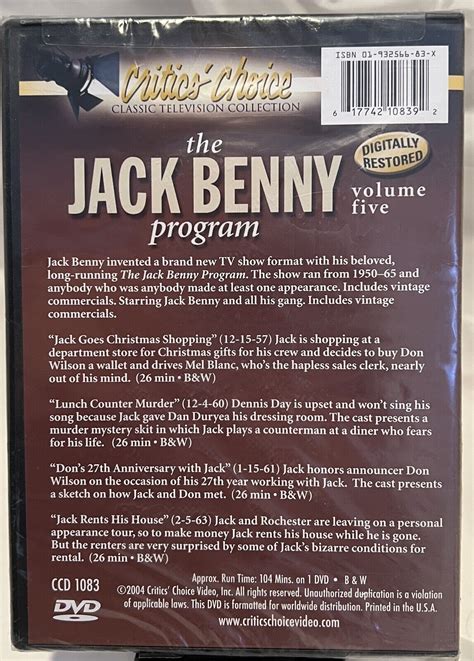 ISBN 01-932566-83-X
6 17742 10839 2
Critics' Choice
CLASSIC TELEVISION COLLECTION
DIGITALLY
RESTORED
the
JACK BENNY
program
volume
five
Jack Benny invented a brand new TV show format with his beloved,
long-running The Jack Benny Program. The show ran from 1950–65 and
anybody who was anybody made at least one appearance. Includes vintage
commercials. Starring Jack Benny and all his gang. Includes vintage
commercials.
“Jack Goes Christmas Shopping” (12-15-57) Jack is shopping at a
department store for Christmas gifts for his crew and decides to buy Don
Wilson a wallet and drives Mel Blanc, who’s the hapless sales clerk, nearly
out of his mind. (26 min • B&W)
“Lunch Counter Murder” (12-4-60) Dennis Day is upset and won’t sing his
song because Jack gave Dan Duryea his dressing room. The cast presents a
murder mystery skit in which Jack plays a counterman at a diner who fears
for his life. (26 min • B&W)
“Don’s 27th Anniversary with Jack” (1-15-61) Jack honors announcer Don
Wilson on the occasion of his 27th year working with Jack. The cast presents
a sketch on how Jack and Don met. (26 min • B&W)
“Jack Rents His House” (2-5-63) Jack and Rochester are leaving on a personal
appearance tour, so to make money Jack rents his house while he is gone.
But the renters are very surprised by some of Jack’s bizarre conditions for
rental. (26 min • B&W)
CCD 1083
DVD
Approx. Run Time: 104 Mins. on 1 DVD • B & W
©2004 Critics’ Choice Video, Inc. All rights reserved. Unauthorized duplication is a violation
of applicable laws. This DVD is formatted for worldwide distribution. Printed in the U.S.A.
www.criticschoicevideo.com